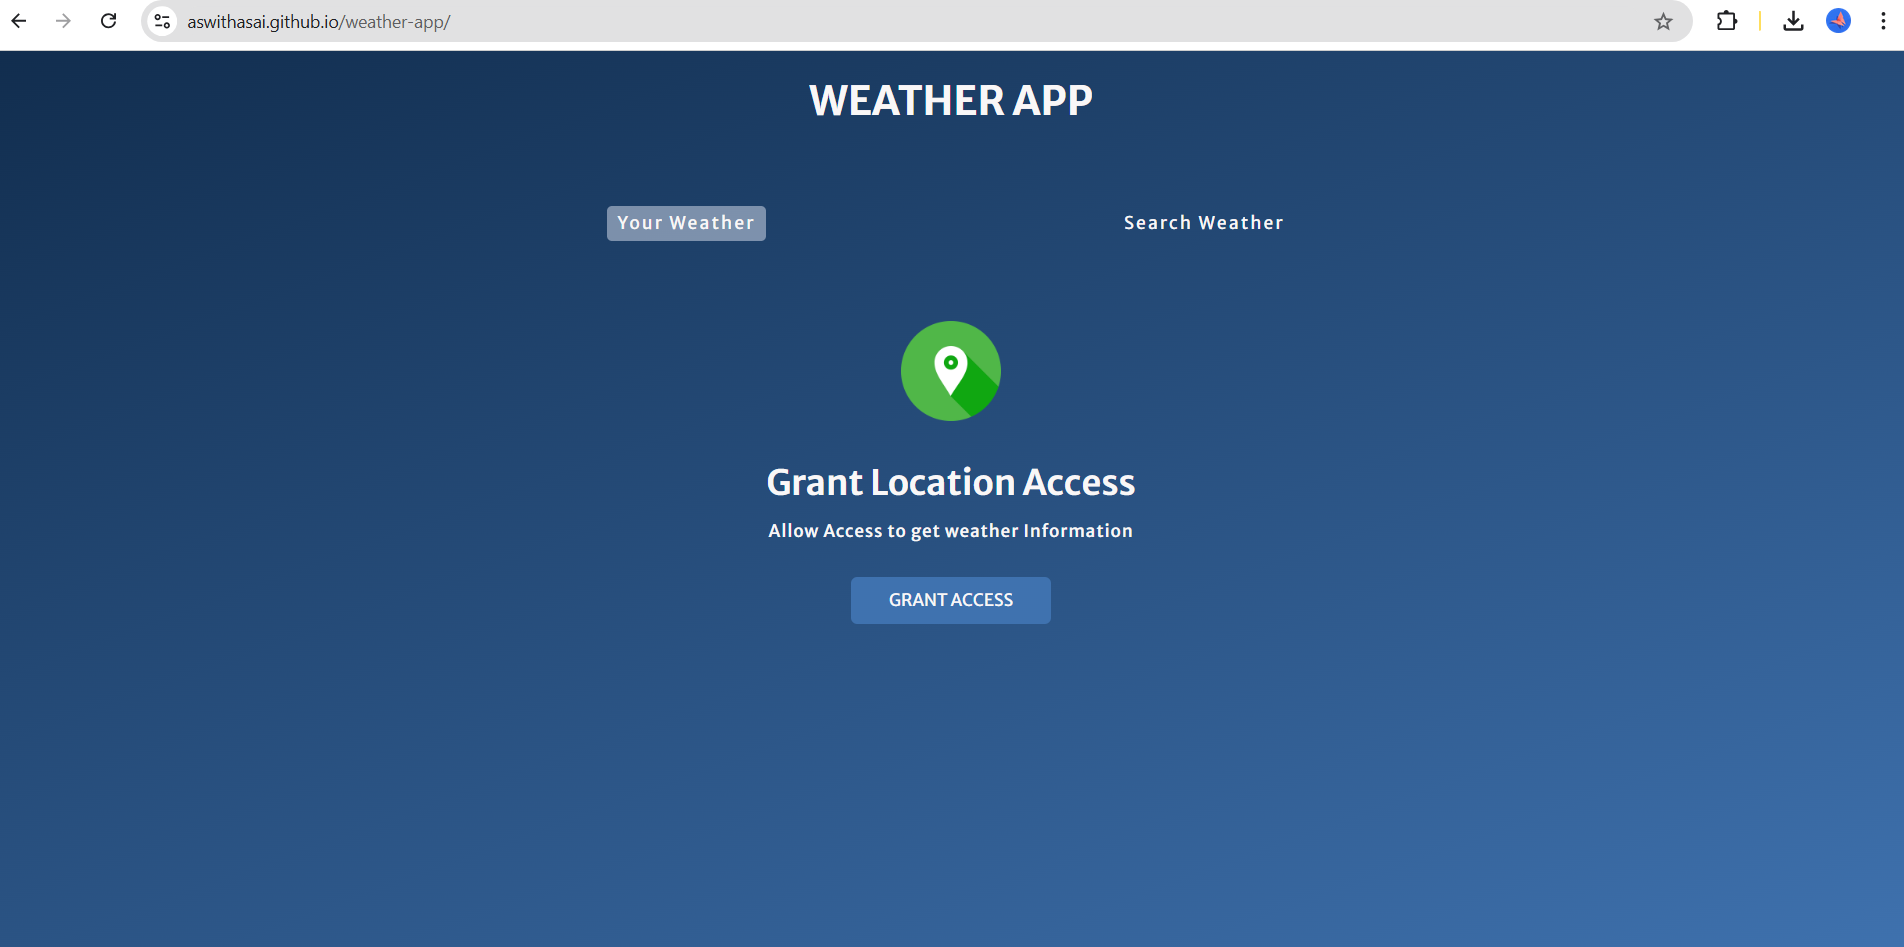 aswithasai.github.io/weather-app/
WEATHER APP
Your Weather Search Weather
Grant Location Access
Allow Access to get weather Information
GRANT ACCESS